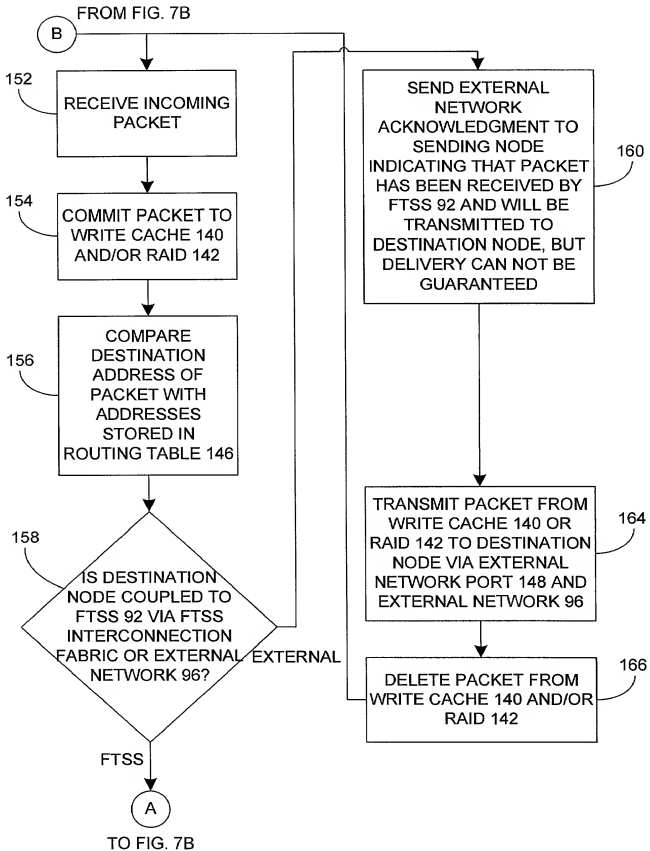 FROM FIG. 7B
B
152
RECEIVE INCOMING
PACKET
154
COMMIT PACKET TO
WRITE CACHE 140
AND/OR RAID 142
156
COMPARE
DESTINATION
ADDRESS OF
PACKET WITH
ADDRESSES
STORED IN
ROUTING TABLE 146
158
IS DESTINATION
NODE COUPLED TO
FTSS 92 VIA FTSS
INTERCONNECTION
FABRIC OR EXTERNAL
NETWORK 96?
EXTERNAL
FTSS
A
TO FIG. 7B
SEND EXTERNAL
NETWORK
ACKNOWLEDGMENT TO
SENDING NODE
INDICATING THAT PACKET
HAS BEEN RECEIVED BY
FTSS 92 AND WILL BE
TRANSMITTED TO
DESTINATION NODE, BUT
DELIVERY CAN NOT BE
GUARANTEED
160
TRANSMIT PACKET FROM
WRITE CACHE 140 OR
RAID 142 TO DESTINATION
NODE VIA EXTERNAL
NETWORK PORT 148 AND
EXTERNAL NETWORK 96
164
DELETE PACKET FROM
WRITE CACHE 140 AND/OR
RAID 142
166